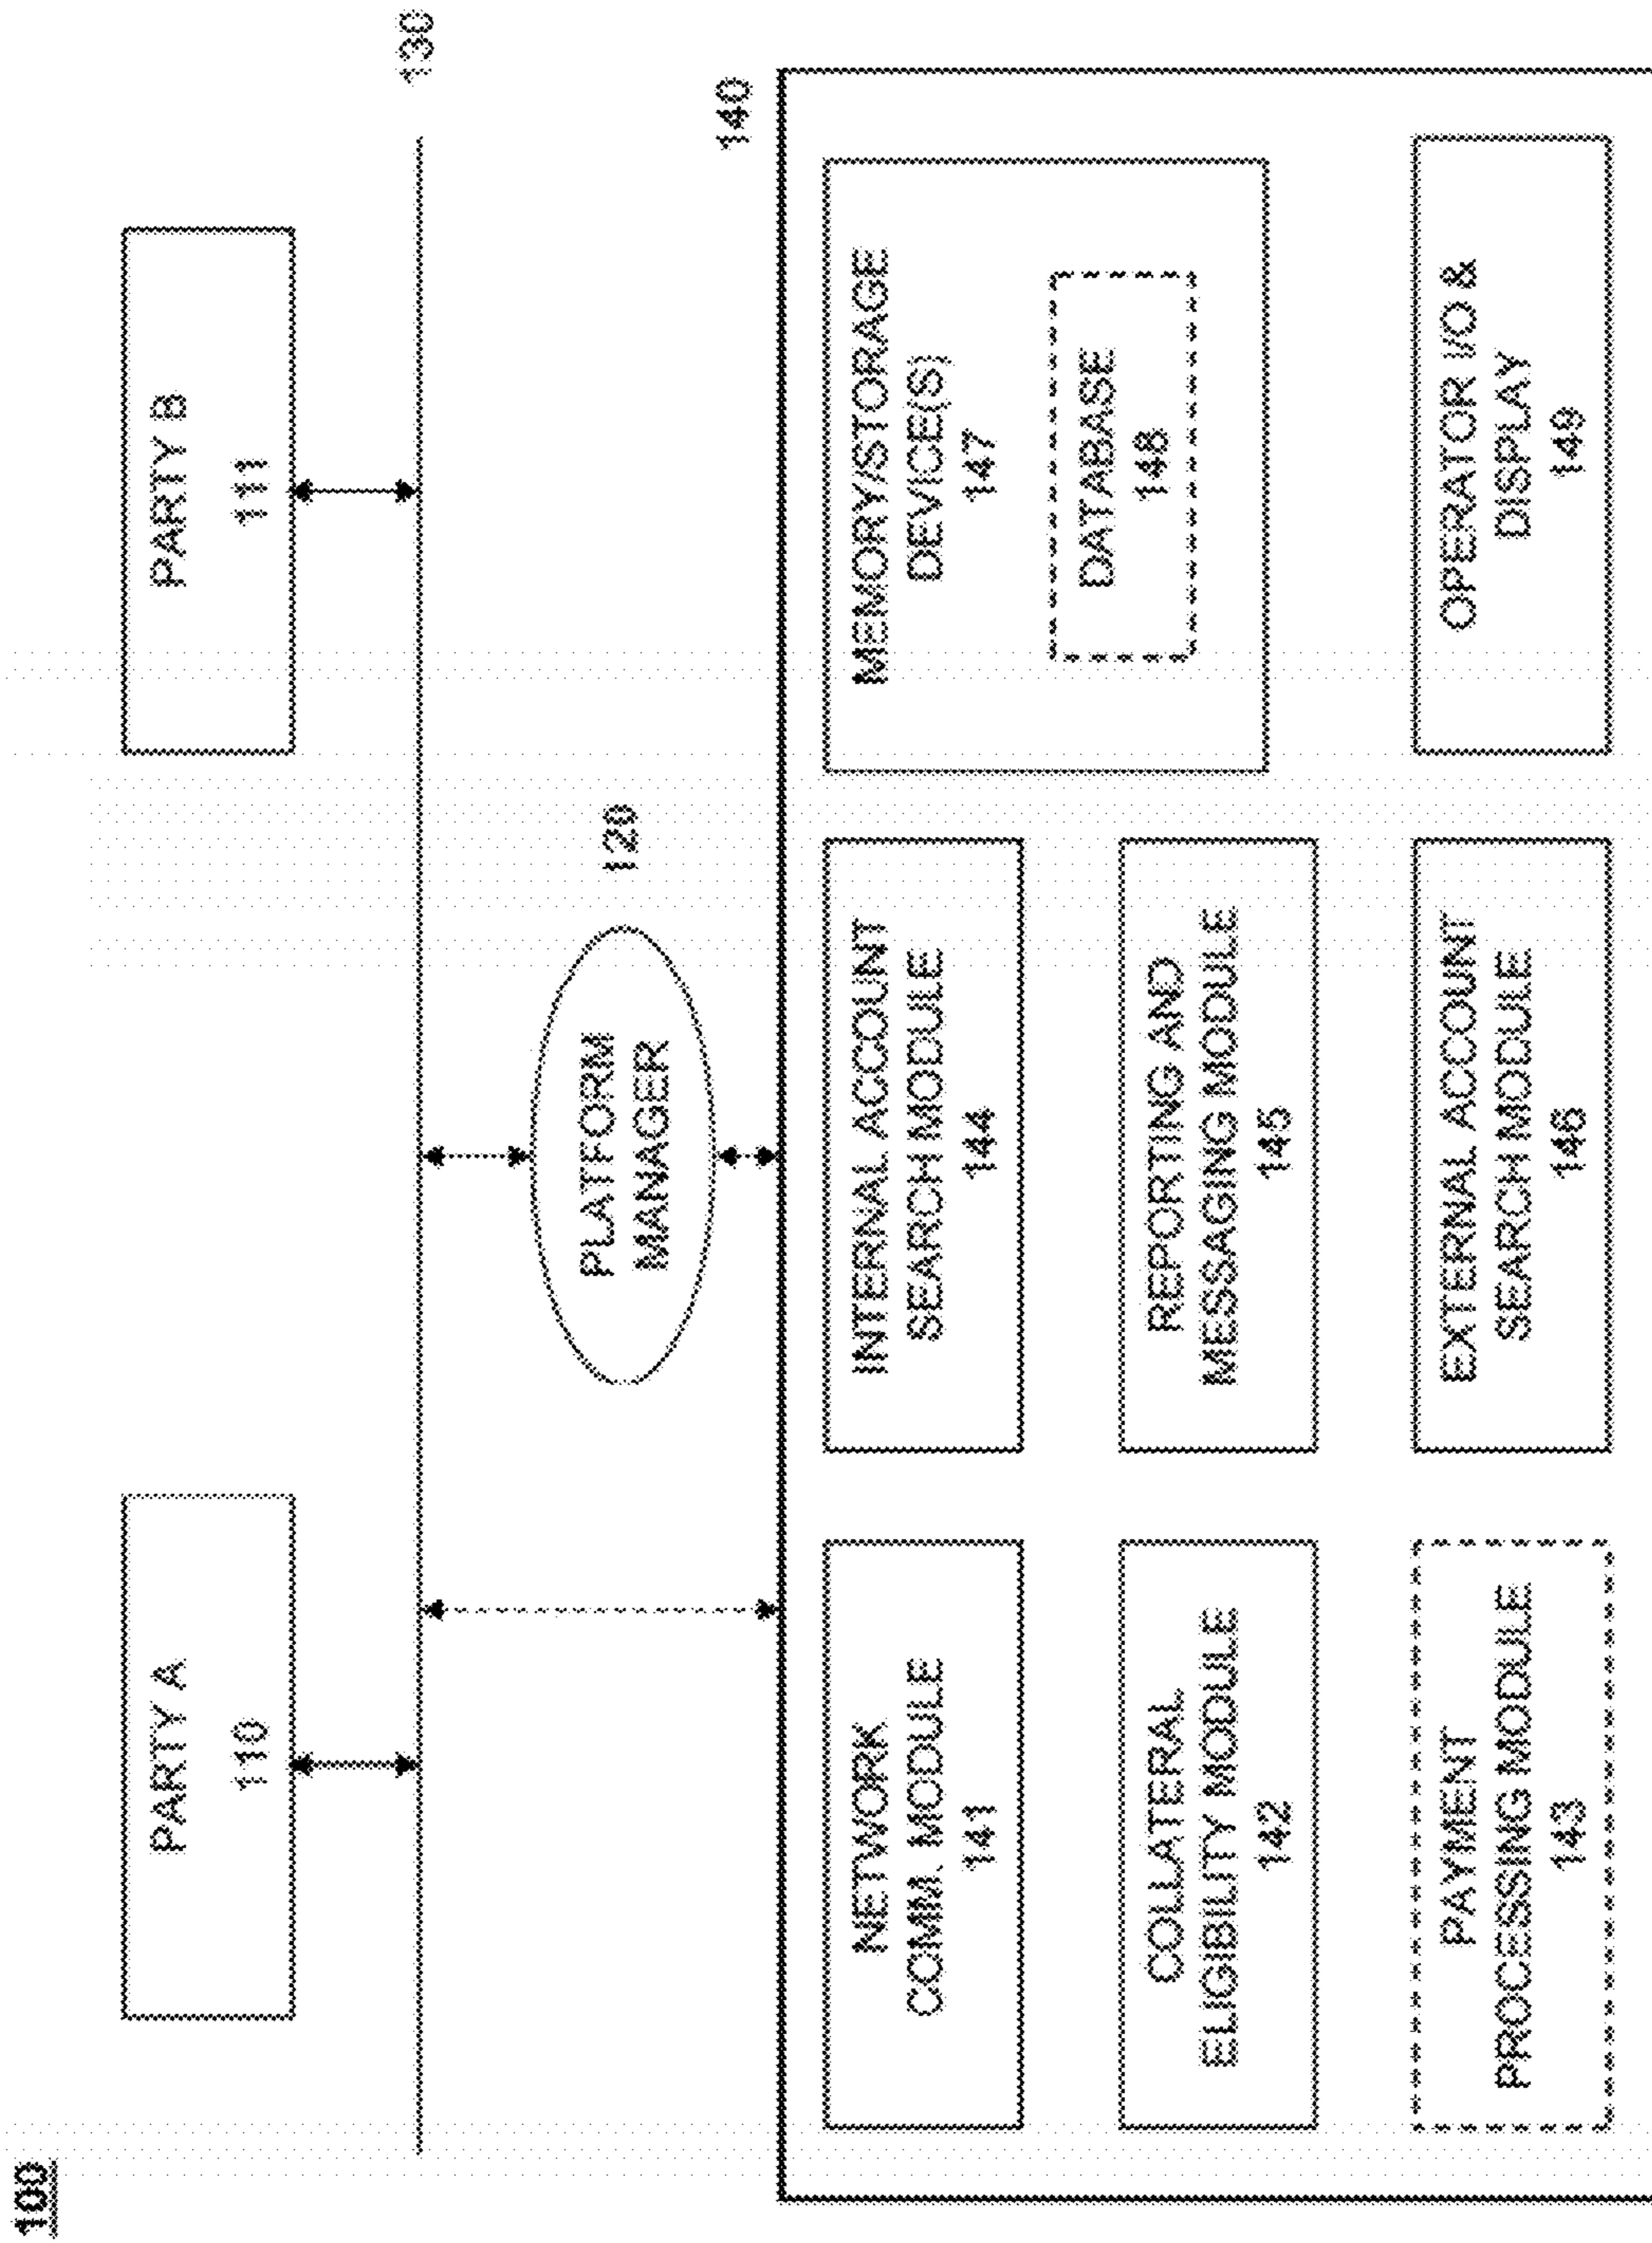 100
PARTY A
110
PARTY B
111
130
PLATFORM
MANAGER
120
140
NETWORK
COMM. MODULE
141
INTERNAL ACCOUNT
SEARCH MODULE
144
MEMORY/STORAGE
DEVICE(S)
147
DATABASE
148
COLLATERAL
ELIGIBILITY MODULE
142
REPORTING AND
MESSAGING MODULE
145
PAYMENT
PROCESSING MODULE
143
EXTERNAL ACCOUNT
SEARCH MODULE
146
OPERATOR I/O &
DISPLAY
149